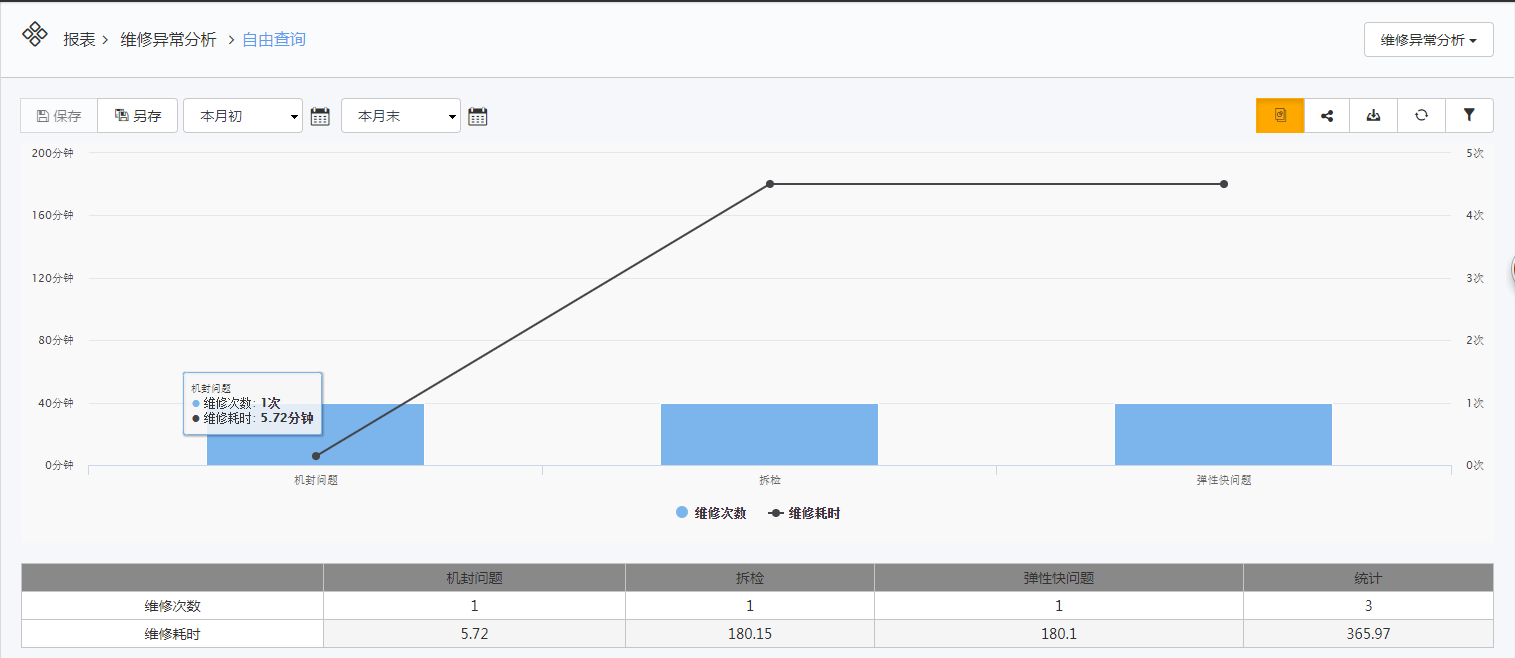 报表 > 维修异常分析 > 自由查询
维修异常分析
保存 另存 本月初 本月末
200分钟 5次
160分钟 4次
120分钟 3次
80分钟 2次
机封问题
维修次数: 1次
40分钟 1次
维修耗时: 5.72分钟
0分钟 0次
机封问题 拆检 弹性快问题
维修次数 维修耗时
机封问题 拆检 弹性快问题 统计
维修次数 1 1 1 3
维修耗时 5.72 180.15 180.1 365.97